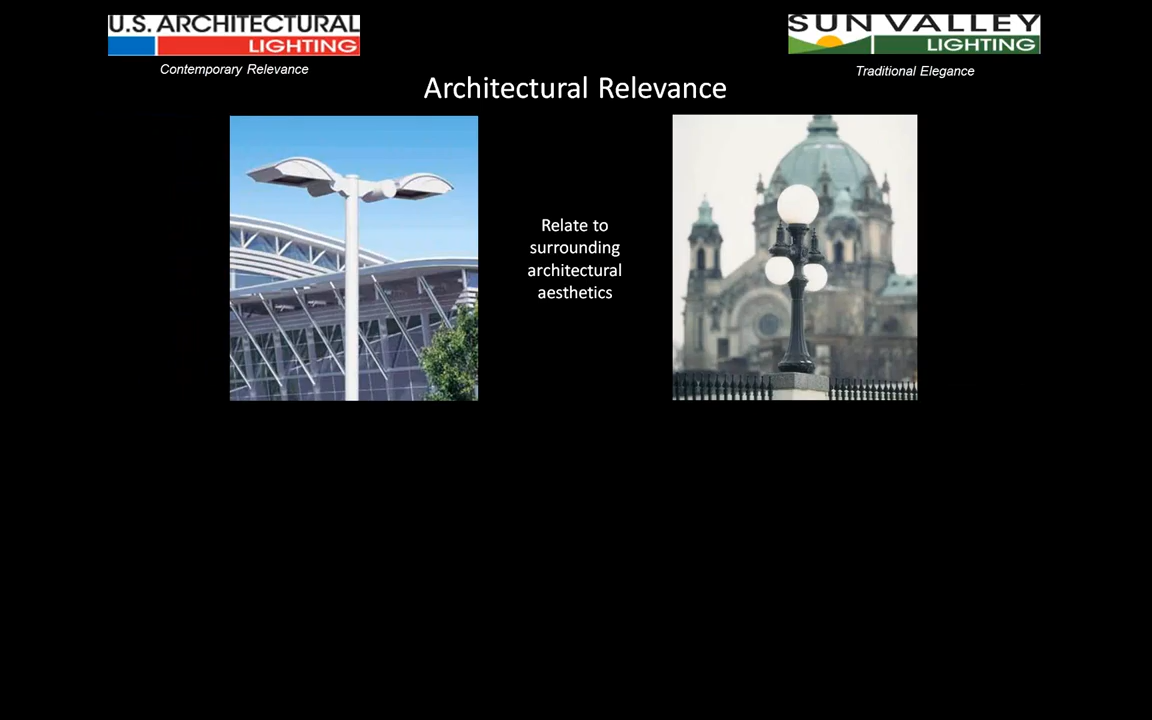 U.S. ARCHITECTURAL
LIGHTING
Contemporary Relevance
SUN VALLEY
LIGHTING
Traditional Elegance
Architectural Relevance
Relate to
surrounding
architectural
aesthetics